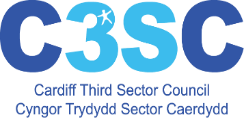 C3SC
Cardiff Third Sector Council
Cyngor Trydydd Sector Caerdydd